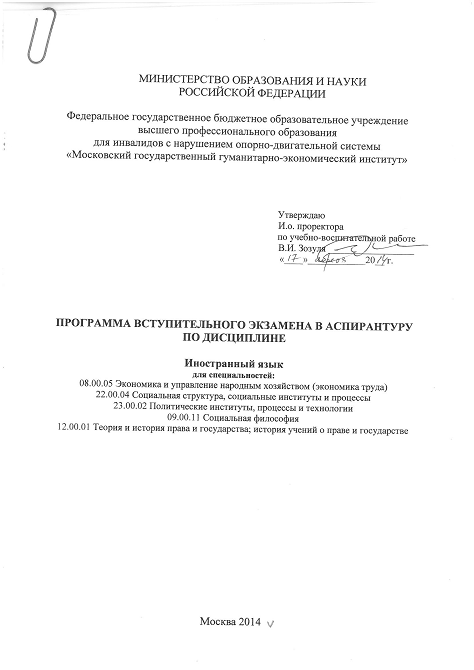 МИНИСТЕРСТВО ОБРАЗОВАНИЯ И НАУКИ
РОССИЙСКОЙ ФЕДЕРАЦИИ
Федеральное государственное бюджетное образовательное учреждение
высшего профессионального образования
для инвалидов с нарушением опорно-двигательной системы
«Московский государственный гуманитарно-экономический институт»
Утверждаю
И.о. проректора
по учебно-воспитательной работе
В.И. Зозуля
«17» 2014г.
ПРОГРАММА ВСТУПИТЕЛЬНОГО ЭКЗАМЕНА В АСПИРАНТУРУ
ПО ДИСЦИПЛИНЕ
Иностранный язык
для специальностей:
08.00.05 Экономика и управление народным хозяйством (экономика труда)
22.00.04 Социальная структура, социальные институты и процессы
23.00.02 Политические институты, процессы и технологии
09.00.11 Социальная философия
12.00.01 Теория и история права и государства; история учений о праве и государстве
Москва 2014